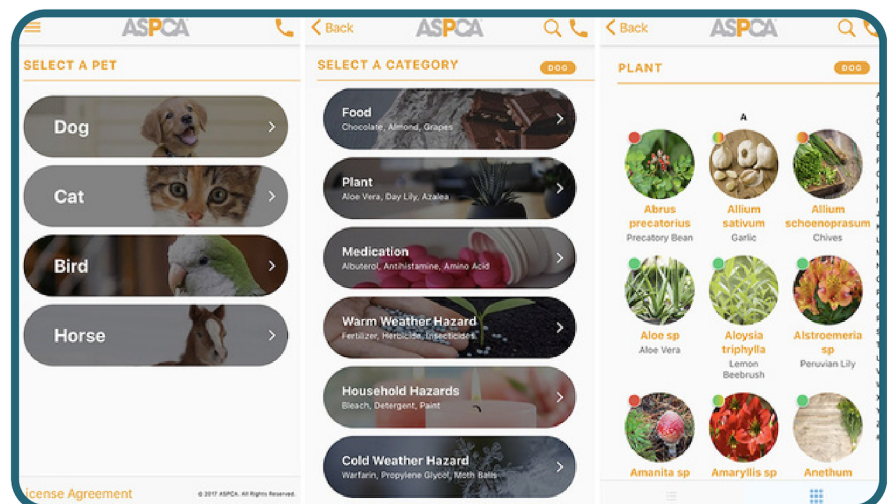 ASPCA
SELECT A PET
Dog
Cat
Bird
Horse
icense Agreement
© 2017 ASPCA. All Rights Reserved.
Back
ASPCA
SELECT A CATEGORY
DOG
Food
Chocolate, Almond, Grapes
Plant
Aloe Vera, Day Lily, Azalea
Medication
Albuterol, Antihistamine, Amino Acid
Warm Weather Hazard
Fertilizer, Herbicide, Insecticides
Household Hazards
Bleach, Detergent, Paint
Cold Weather Hazard
Warfarin, Propylene Glycol, Moth Balls
Back
ASPCA
PLANT
DOG
A
Abrus
precatorius
Precatory Bean
Allium
sativum
Garlic
Allium
schoenoprasum
Chives
Aloe sp
Aloe Vera
Aloysia
triphylla
Lemon
Beebrush
Alstroemeria
sp
Peruvian Lily
Amanita sp
Amaryllis sp
Anethum